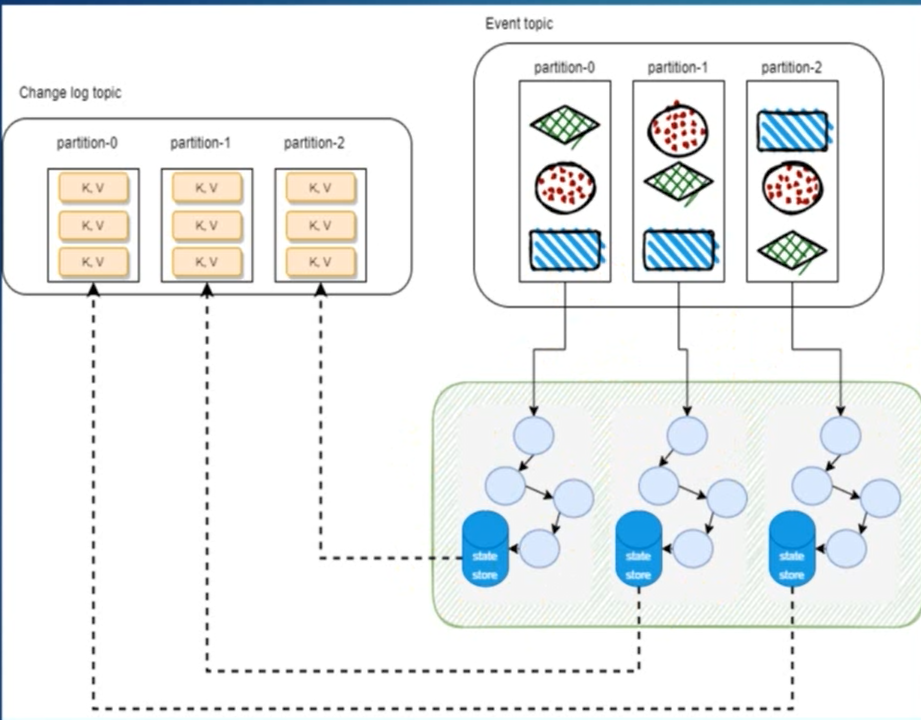 Event topic
partition-0 partition-1 partition-2
Change log topic
partition-0 partition-1 partition-2
K, V K, V K, V
K, V K, V K, V
K, V K, V K, V
state state state
store store store